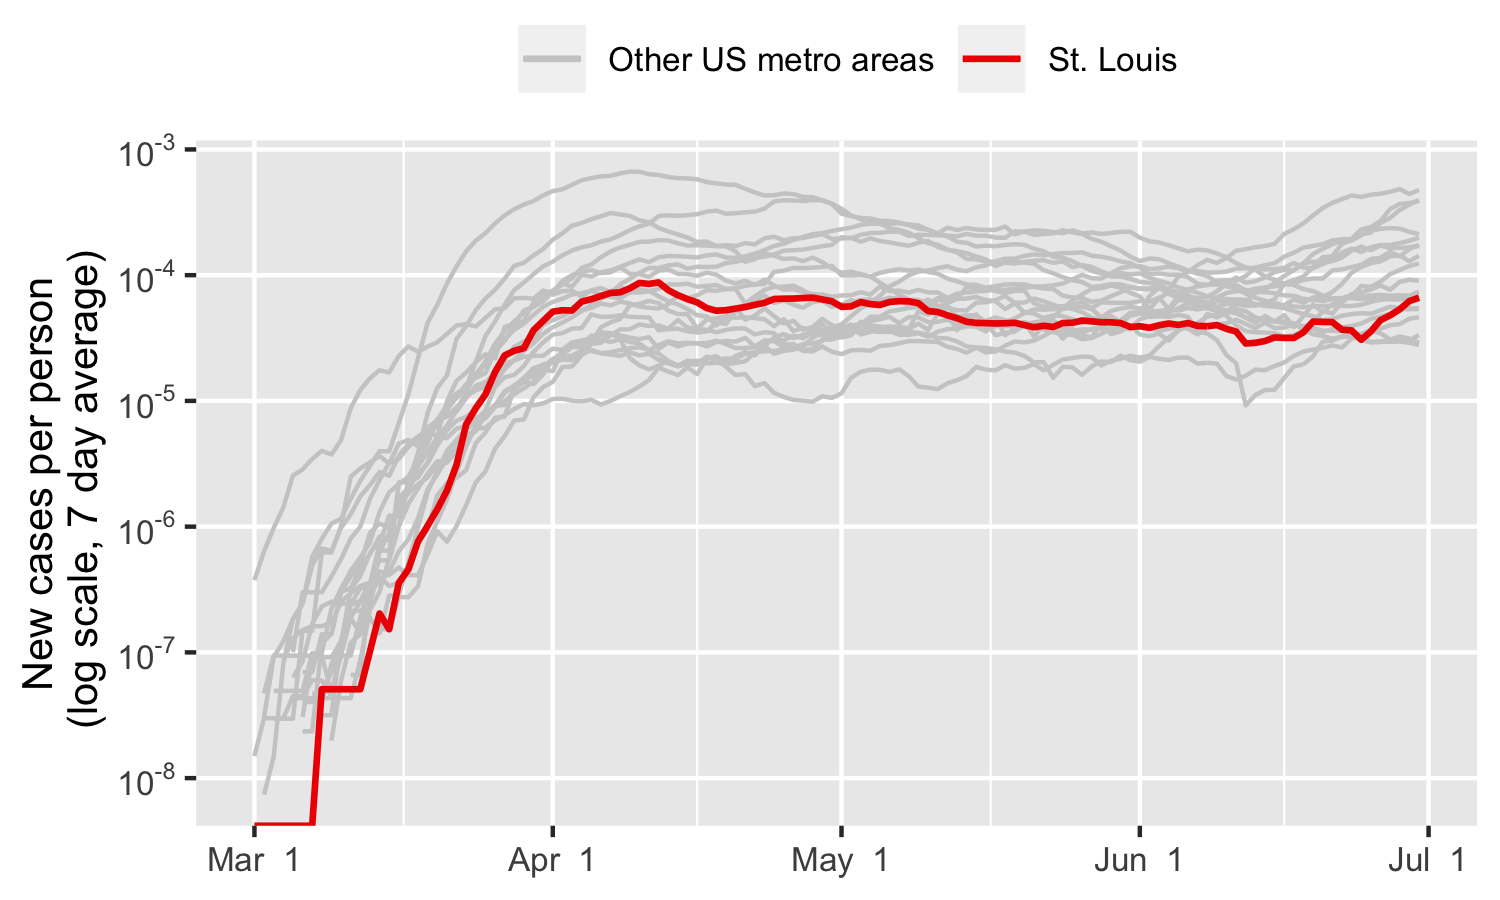 Other US metro areas St. Louis
New cases per person
(log scale, 7 day average)
10⁻³
10⁻⁴
10⁻⁵
10⁻⁶
10⁻⁷
10⁻⁸
Mar 1 Apr 1 May 1 Jun 1 Jul 1